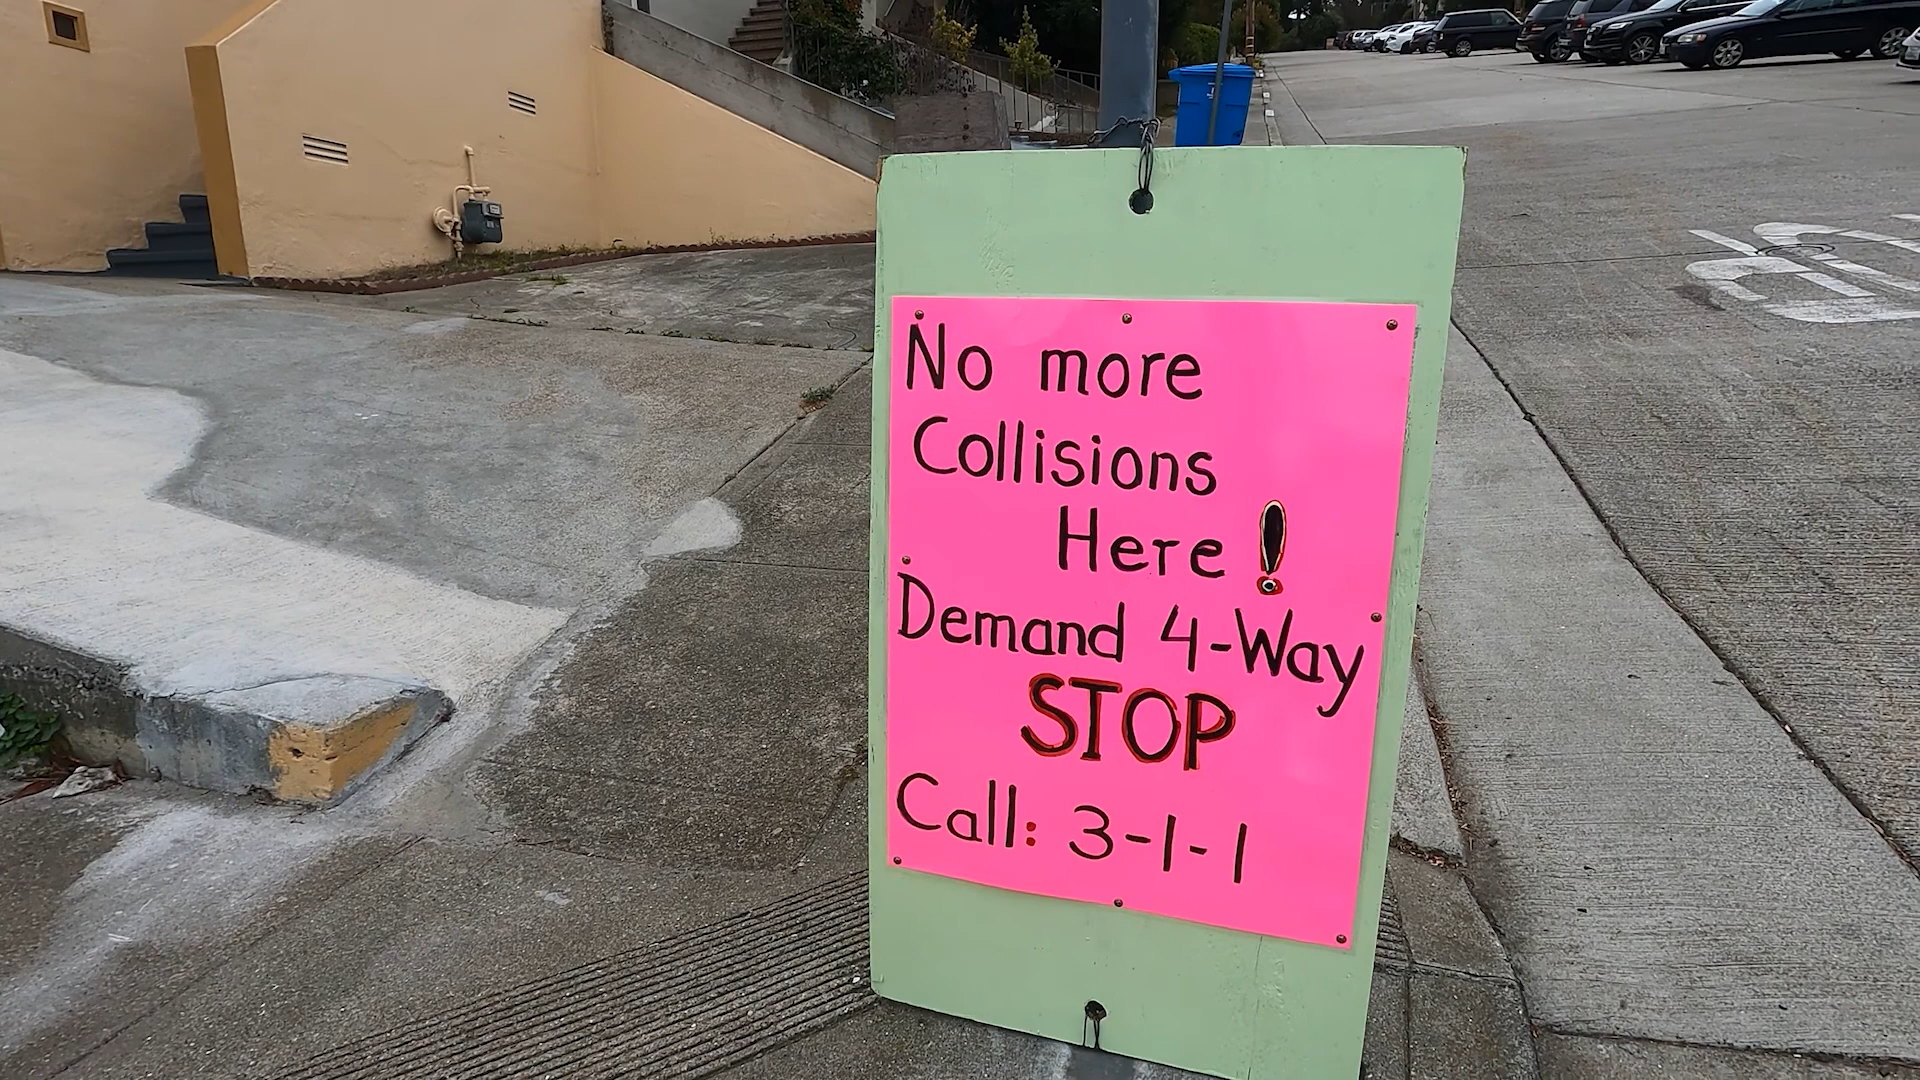 No more
Collisions
Here!
Demand 4-Way
STOP
Call: 3-1-1